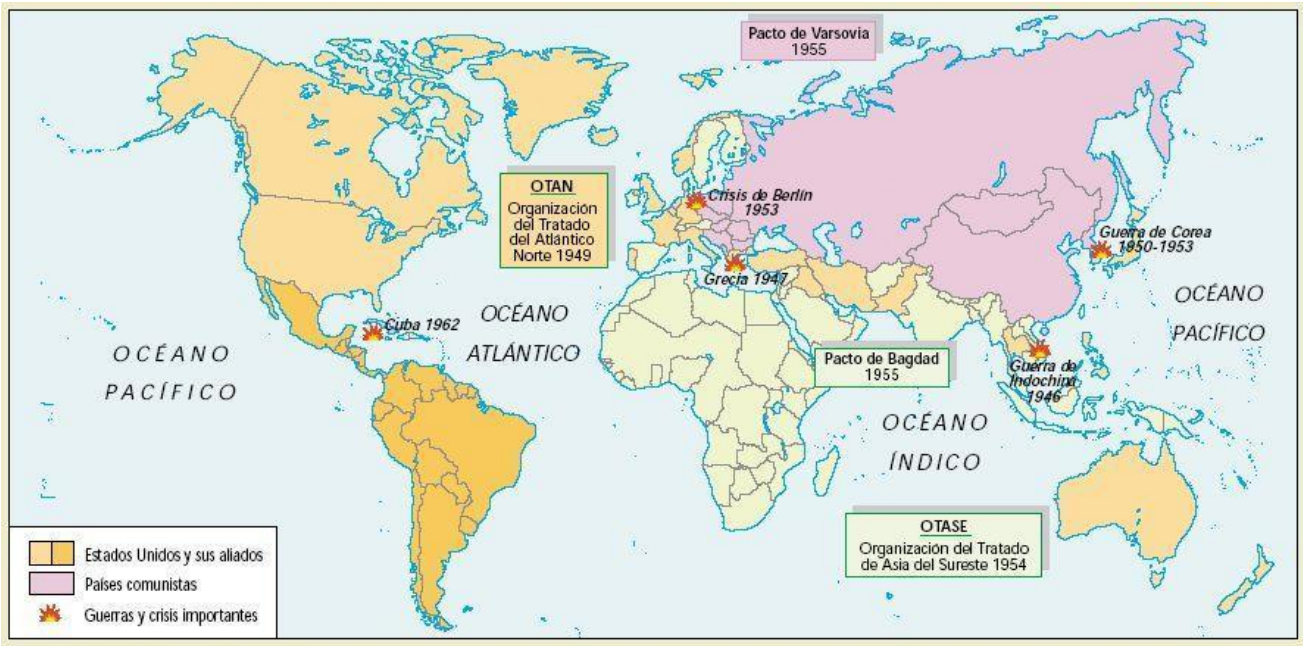 Pacto de Varsovia
1955
OTAN
Organización
del Tratado
del Atlántico
Norte 1949
Crisis de Berlín
1953
Guerra de Corea
1950-1953
Grecia 1947
Cuba 1962
OCÉANO
ATLÁNTICO
OCÉANO
PACÍFICO
OCÉANO
PACÍFICO
Pacto de Bagdad
1955
Guerra de
Indochina
1946
OCÉANO
ÍNDICO
OTASE
Organización del Tratado
de Asia del Sureste 1954
Estados Unidos y sus aliados
Países comunistas
Guerras y crisis importantes